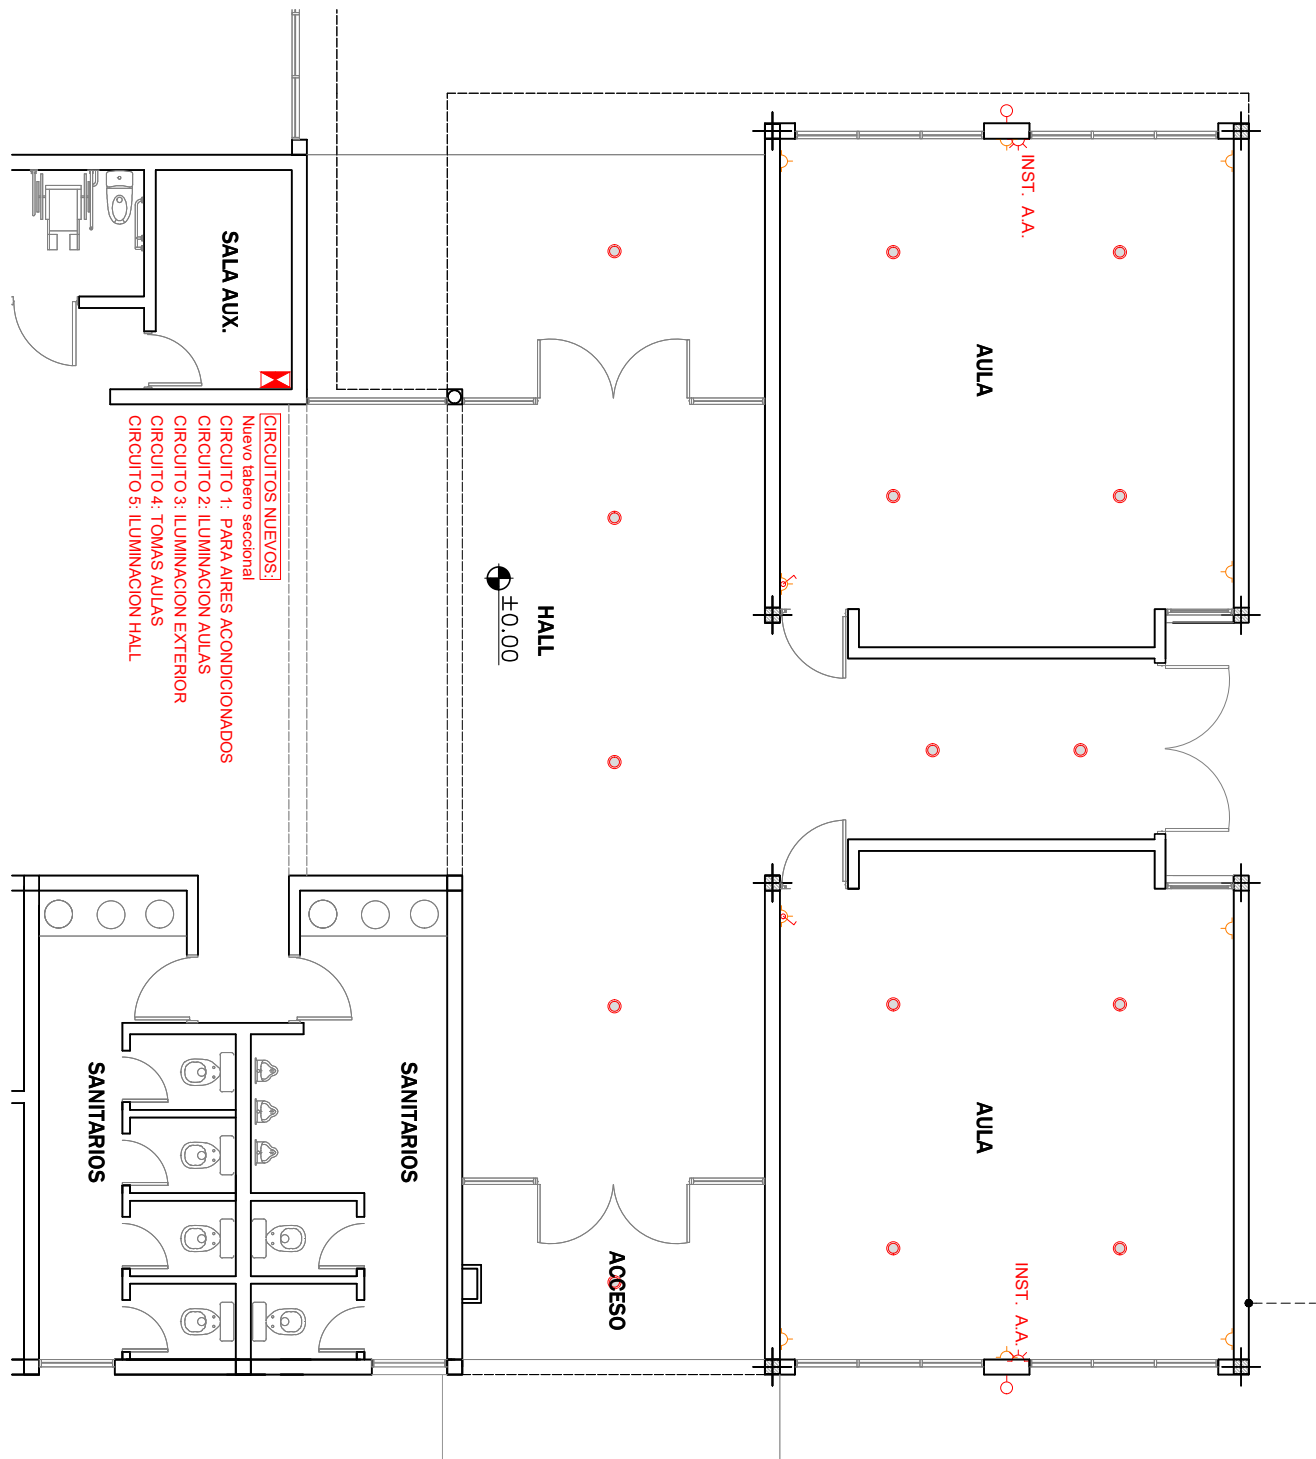 SALA AUX.
INST. A.A.
AULA
CIRCUITOS NUEVOS:
Nuevo tabero seccional
CIRCUITO 1: PARA AIRES ACONDICIONADOS
CIRCUITO 2: ILUMINACION AULAS
CIRCUITO 3: ILUMINACION EXTERIOR
CIRCUITO 4: TOMAS AULAS
CIRCUITO 5: ILUMINACION HALL
HALL
±0.00
SANITARIOS
SANITARIOS
AULA
ACCESO
INST. A.A.